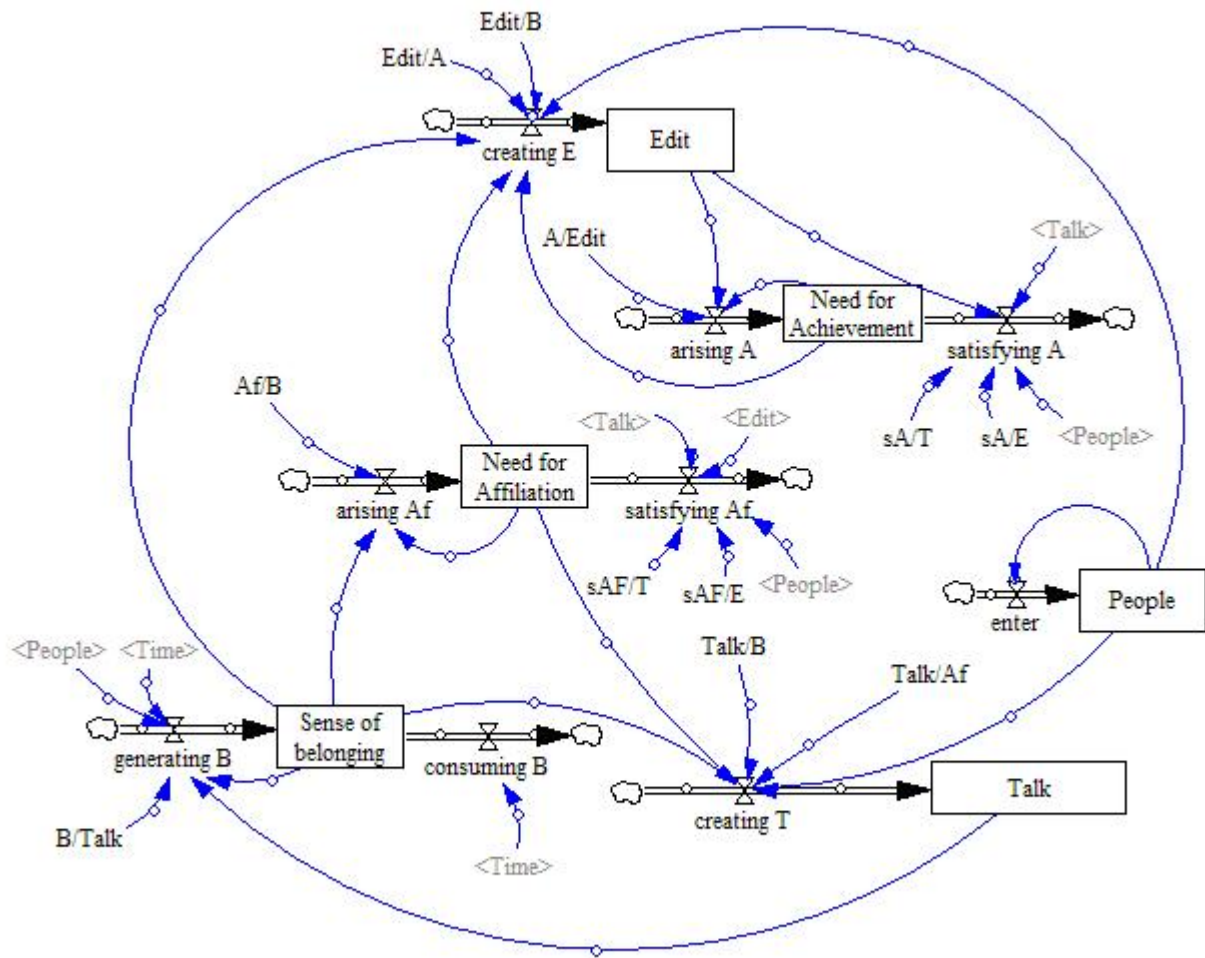 Edit/B
Edit/A
creating E
Edit
A/Edit
<Talk>
Need for
Achievement
arising A
satisfying A
Af/B
sA/T
sA/E
<People>
<Talk>
<Edit>
Need for
Affiliation
arising Af
satisfying Af
sAF/T
sAF/E
<People>
People
enter
<People>
<Time>
Talk/B
Talk/Af
Sense of
belonging
generating B
consuming B
Talk
creating T
B/Talk
<Time>